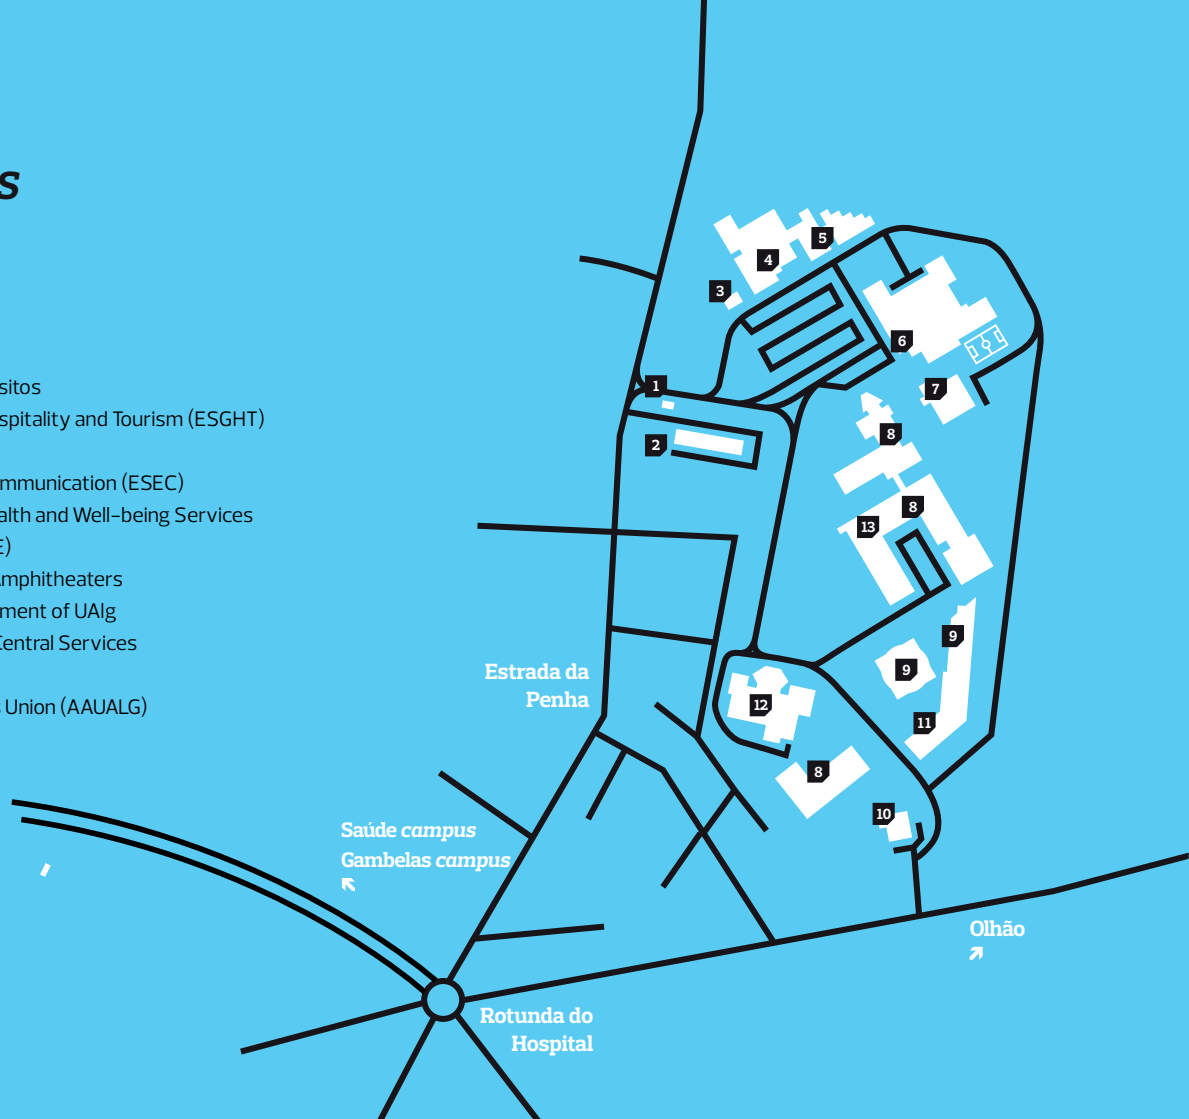 s
sitos
spitality and Tourism (ESGHT)
mmunication (ESEC)
alth and Well-being Services
E)
Amphitheaters
ment of UAlg
Central Services
s Union (AAUALG)
5
4
3
6
1
7
8
2
8
13
9
9
12
11
8
10
Estrada da
Penha
Saúde campus
Gambelas campus
Olhão
Rotunda do
Hospital